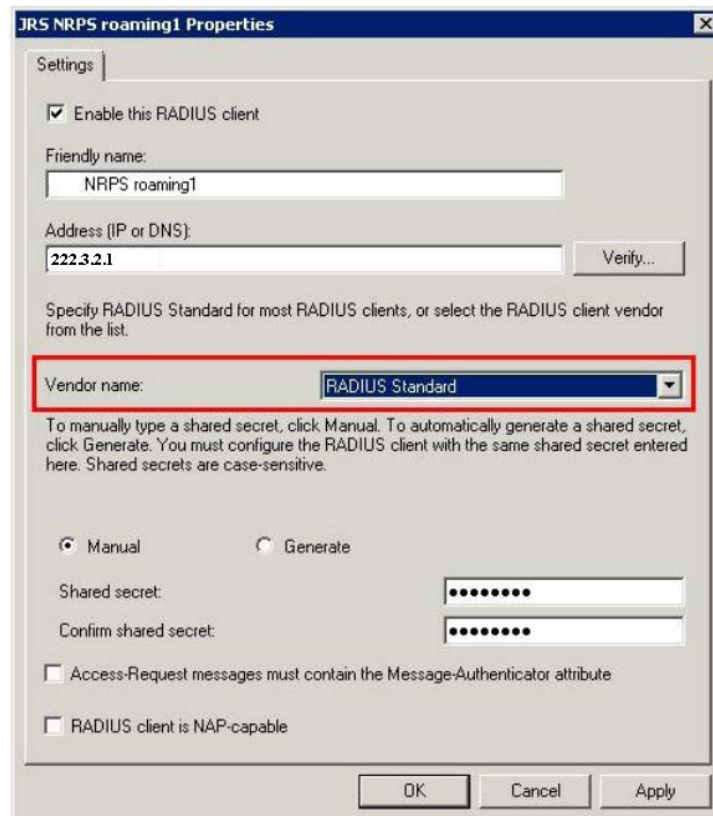 JRS NRPS roaming1 Properties
Settings
Enable this RADIUS client
Friendly name:
NRPS roaming1
Address (IP or DNS):
222.3.2.1
Verify...
Specify RADIUS Standard for most RADIUS clients, or select the RADIUS client vendor
from the list.
Vendor name:
RADIUS Standard
To manually type a shared secret, click Manual. To automatically generate a shared secret,
click Generate. You must configure the RADIUS client with the same shared secret entered
here. Shared secrets are case-sensitive.
Manual
Generate
Shared secret:
●●●●●●●●
Confirm shared secret:
●●●●●●●●
Access-Request messages must contain the Message-Authenticator attribute
RADIUS client is NAP-capable
OK
Cancel
Apply